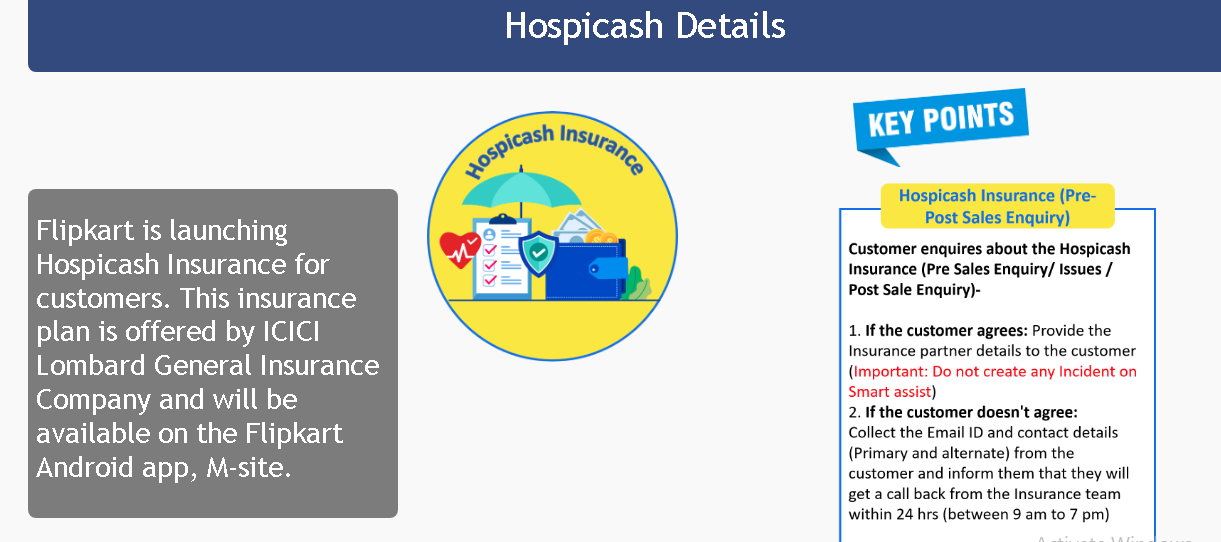 Hospicash Details
Flipkart is launching
Hospicash Insurance for
customers. This insurance
plan is offered by ICICI
Lombard General Insurance
Company and will be
available on the Flipkart
Android app, M-site.
Hospicash Insurance
KEY POINTS
Hospicash Insurance (Pre-
Post Sales Enquiry)
Customer enquires about the Hospicash
Insurance (Pre Sales Enquiry/ Issues /
Post Sale Enquiry)-
1. If the customer agrees: Provide the
Insurance partner details to the customer
(Important: Do not create any Incident on
Smart assist)
2. If the customer doesn't agree:
Collect the Email ID and contact details
(Primary and alternate) from the
customer and inform them that they will
get a call back from the Insurance team
within 24 hrs (between 9 am to 7 pm)